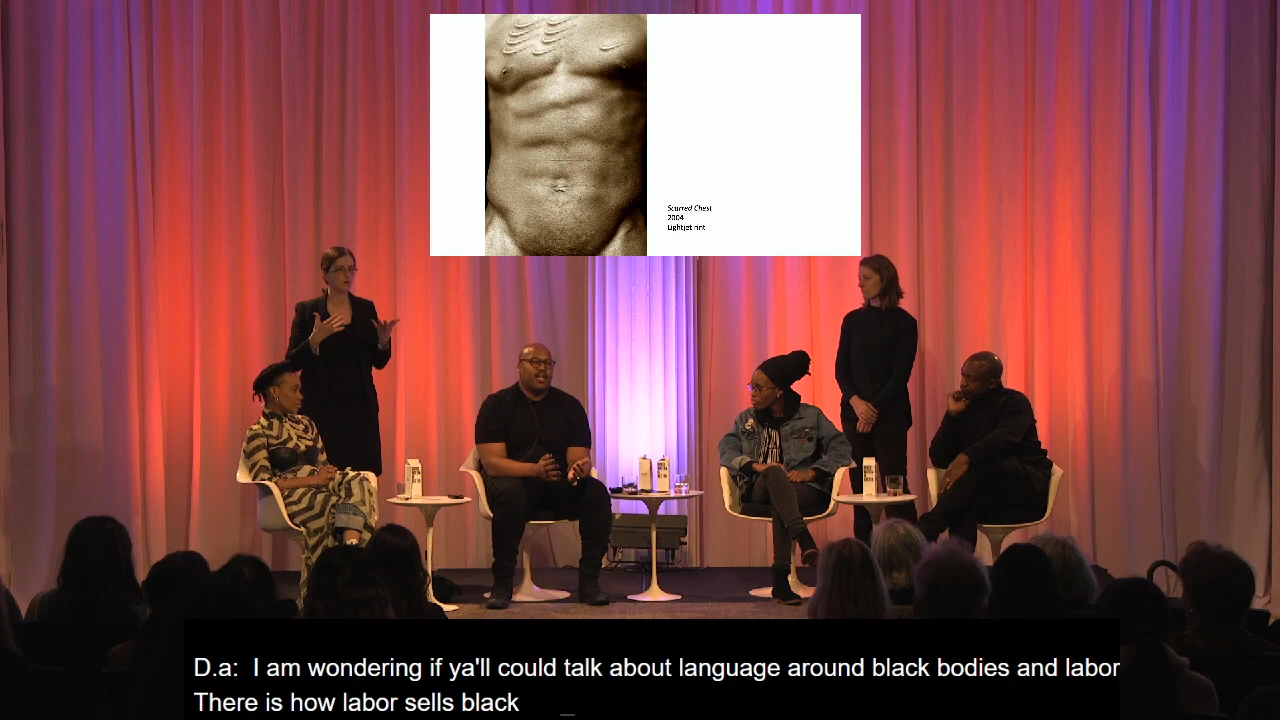 Scarred Chest
2004
Lightjet rint
D.a:  I am wondering if ya'll could talk about language around black bodies and labor
There is how labor sells black